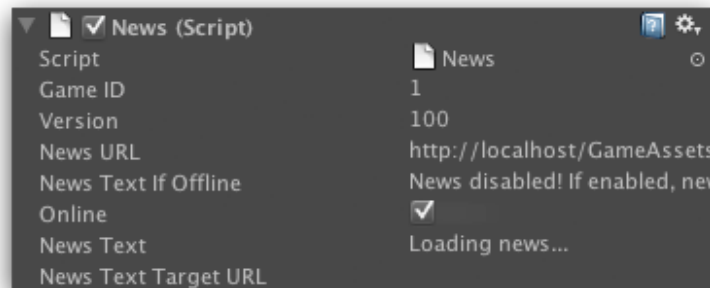 News (Script)
Script News
Game ID 1
Version 100
News URL http://localhost/GameAssets
News Text If Offline News disabled! If enabled, nev
Online
News Text Loading news...
News Text Target URL